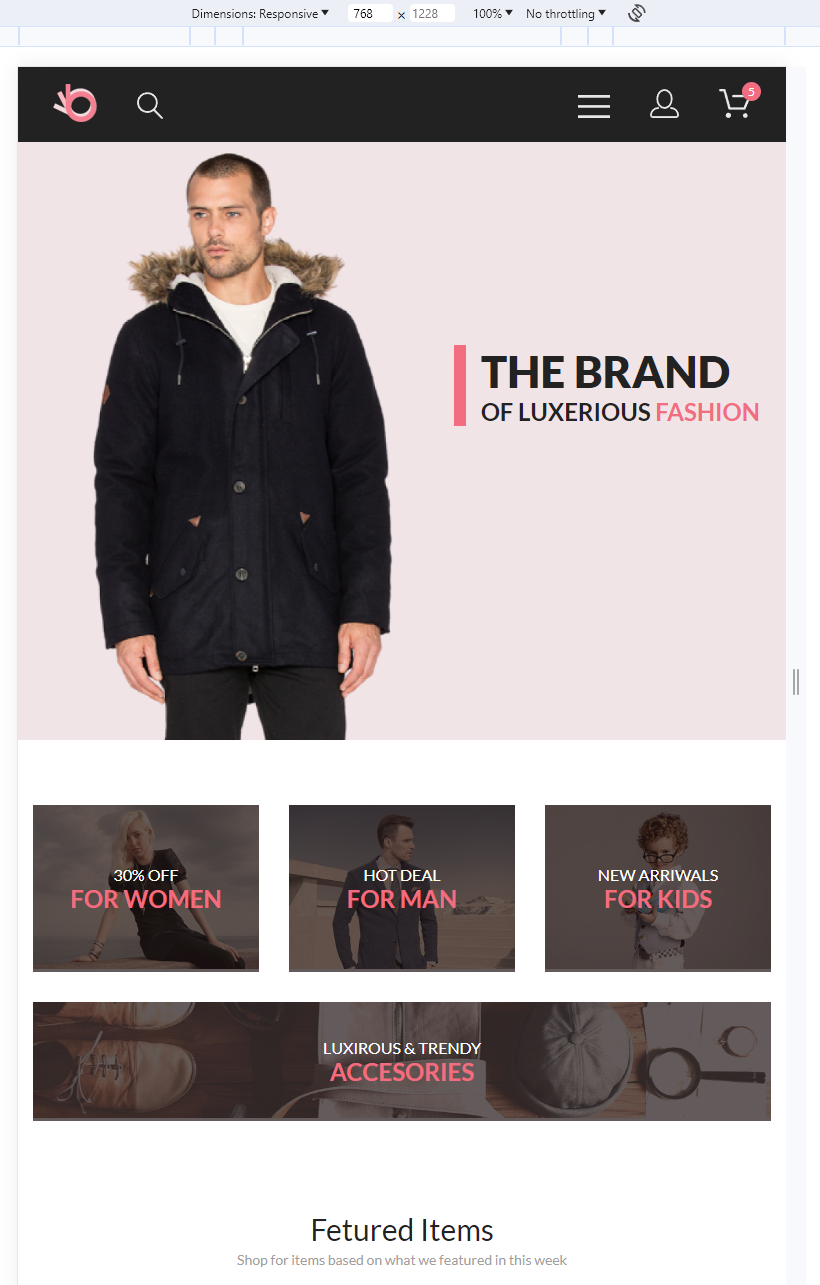 Dimensions: Responsive 768 x 1228 100% No throttling
5
THE BRAND
OF LUXERIOUS FASHION
30% OFF
FOR WOMEN
HOT DEAL
FOR MAN
NEW ARRIWALS
FOR KIDS
LUXIROUS & TRENDY
ACCESORIES
Fetured Items
Shop for items based on what we featured in this week